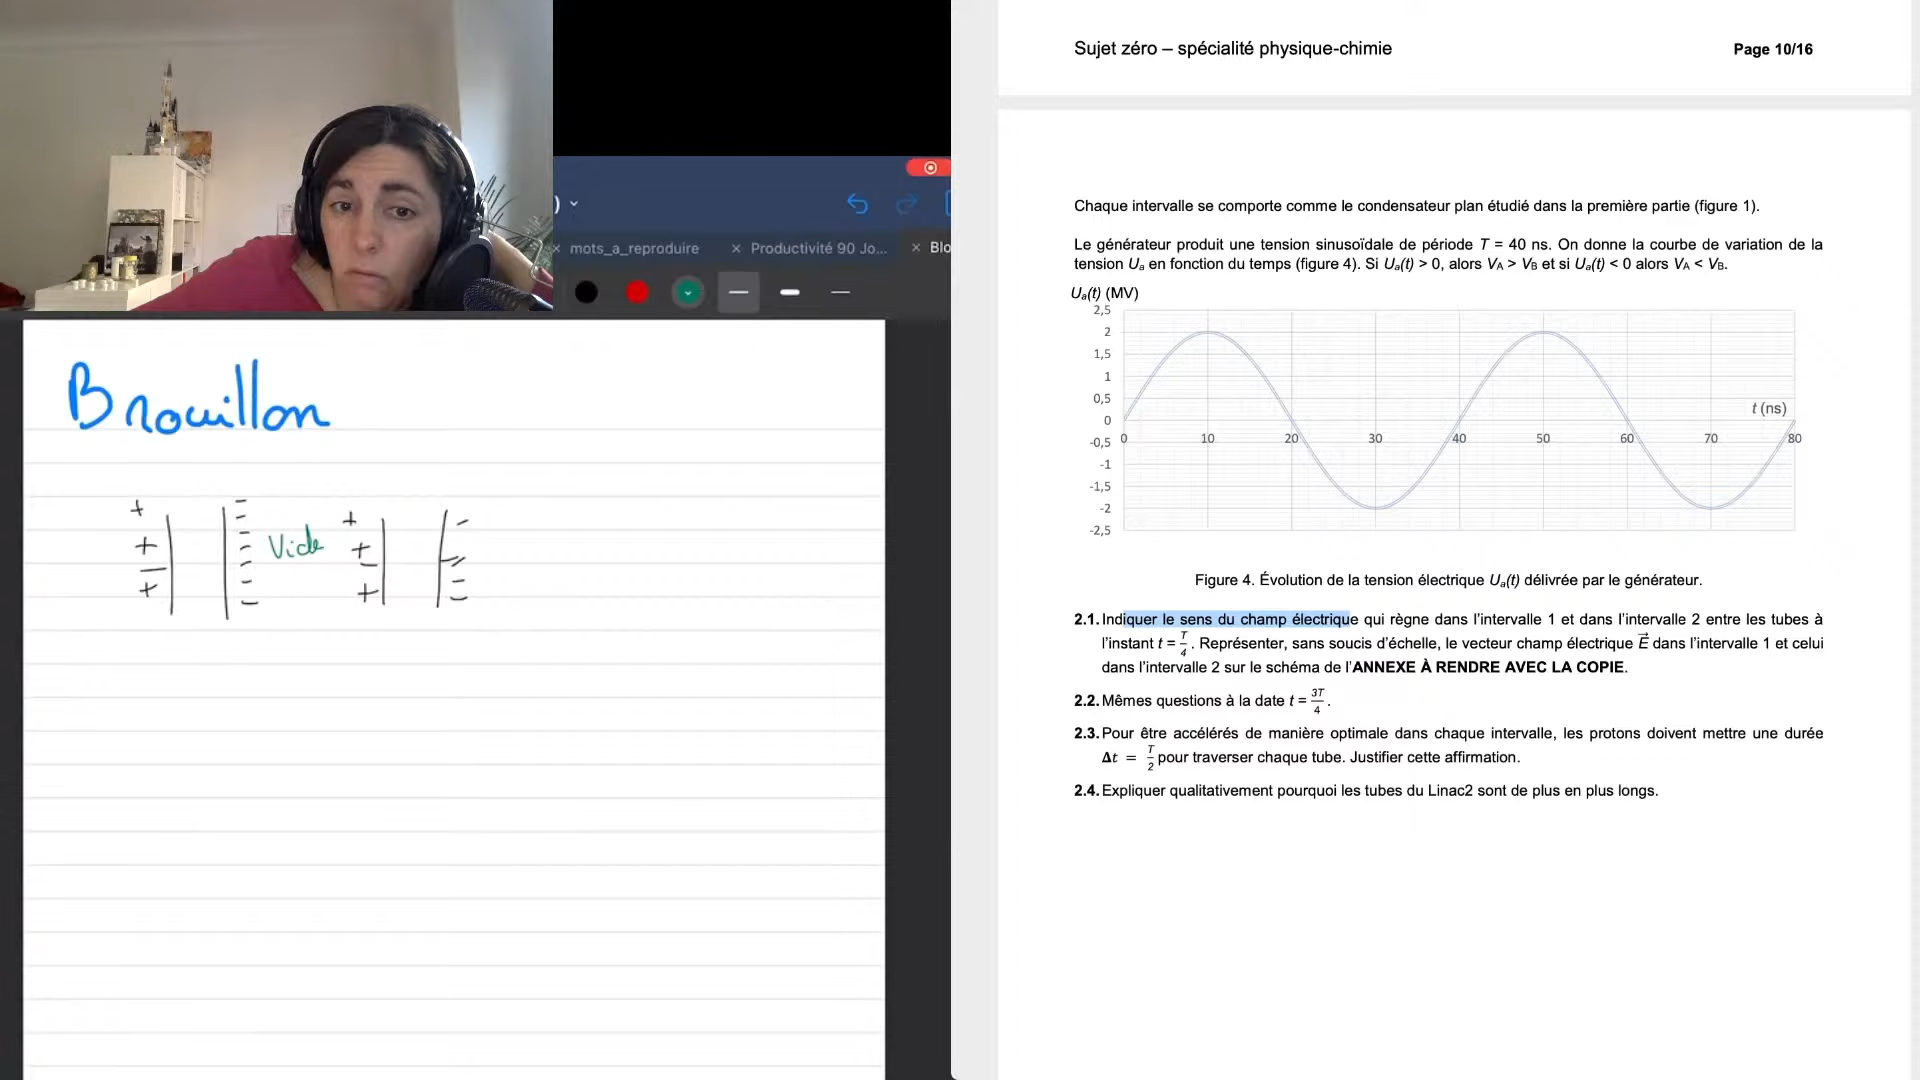 Sujet zéro – spécialité physique-chimie
Page 10/16
mots_a_reproduire
Productivité 90 Jo...
Blo
Brouillon
Vide
Chaque intervalle se comporte comme le condensateur plan étudié dans la première partie (figure 1).
Le générateur produit une tension sinusoïdale de période T = 40 ns. On donne la courbe de variation de la
tension Uₐ en fonction du temps (figure 4). Si Uₐ(t) > 0, alors VA > VB et si Uₐ(t) < 0 alors VA < VB.
Uₐ(t) (MV)
2,5
2
1,5
1
0,5
0
-0,5
-1
-1,5
-2
-2,5
t (ns)
0 10 20 30 40 50 60 70 80
Figure 4. Évolution de la tension électrique Uₐ(t) délivrée par le générateur.
2.1. Indiquer le sens du champ électrique qui règne dans l'intervalle 1 et dans l'intervalle 2 entre les tubes à
l'instant t = T/4. Représenter, sans soucis d'échelle, le vecteur champ électrique E⃗ dans l'intervalle 1 et celui
dans l'intervalle 2 sur le schéma de l'ANNEXE À RENDRE AVEC LA COPIE.
2.2. Mêmes questions à la date t = 3T/4.
2.3. Pour être accélérés de manière optimale dans chaque intervalle, les protons doivent mettre une durée
Δt = T/2 pour traverser chaque tube. Justifier cette affirmation.
2.4. Expliquer qualitativement pourquoi les tubes du Linac2 sont de plus en plus longs.